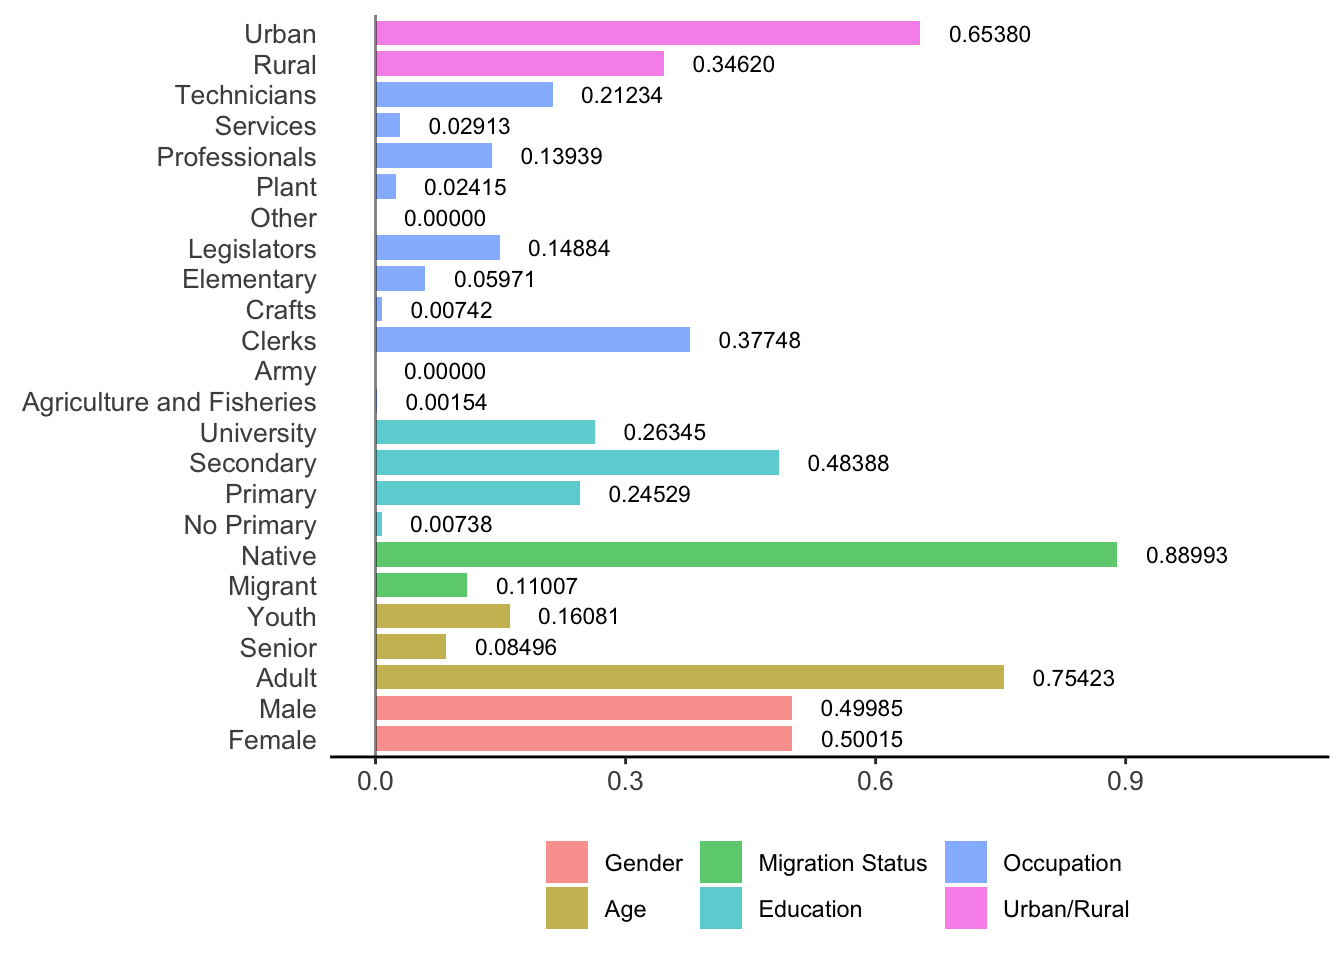 Urban 0.65380
Rural 0.34620
Technicians 0.21234
Services 0.02913
Professionals 0.13939
Plant 0.02415
Other 0.00000
Legislators 0.14884
Elementary 0.05971
Crafts 0.00742
Clerks 0.37748
Army 0.00000
Agriculture and Fisheries 0.00154
University 0.26345
Secondary 0.48388
Primary 0.24529
No Primary 0.00738
Native 0.88993
Migrant 0.11007
Youth 0.16081
Senior 0.08496
Adult 0.75423
Male 0.49985
Female 0.50015
0.0 0.3 0.6 0.9
Gender Migration Status Occupation
Age Education Urban/Rural